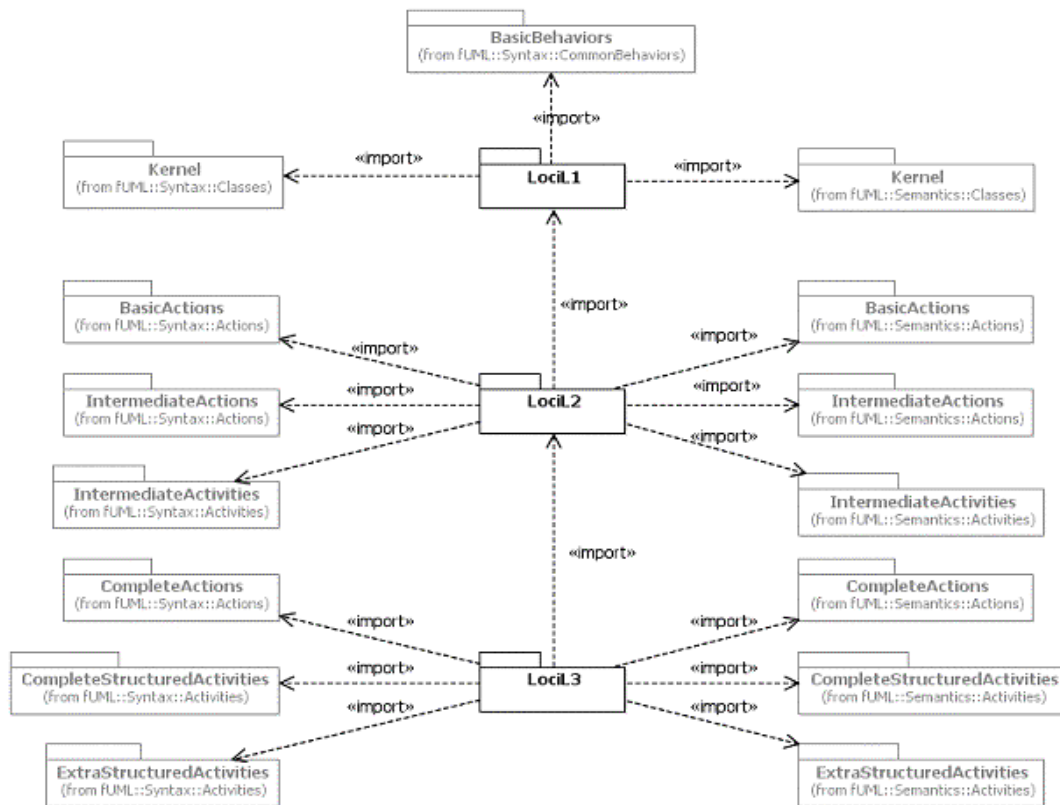 BasicBehaviors
(from fUML::Syntax::CommonBehaviors)
«import»
Kernel
(from fUML::Syntax::Classes)
«import»
LociL1
«import»
Kernel
(from fUML::Semantics::Classes)
«import»
BasicActions
(from fUML::Syntax::Actions)
«import»
BasicActions
(from fUML::Semantics::Actions)
«import»
IntermediateActions
(from fUML::Syntax::Actions)
«import»
LociL2
«import»
IntermediateActions
(from fUML::Semantics::Actions)
«import»
«import»
IntermediateActivities
(from fUML::Syntax::Activities)
IntermediateActivities
(from fUML::Semantics::Activities)
«import»
CompleteActions
(from fUML::Syntax::Actions)
«import»
«import»
CompleteActions
(from fUML::Semantics::Actions)
CompleteStructuredActivities
(from fUML::Syntax::Activities)
«import»
LociL3
«import»
CompleteStructuredActivities
(from fUML::Semantics::Activities)
«import»
«import»
ExtraStructuredActivities
(from fUML::Syntax::Activities)
ExtraStructuredActivities
(from fUML::Semantics::Activities)